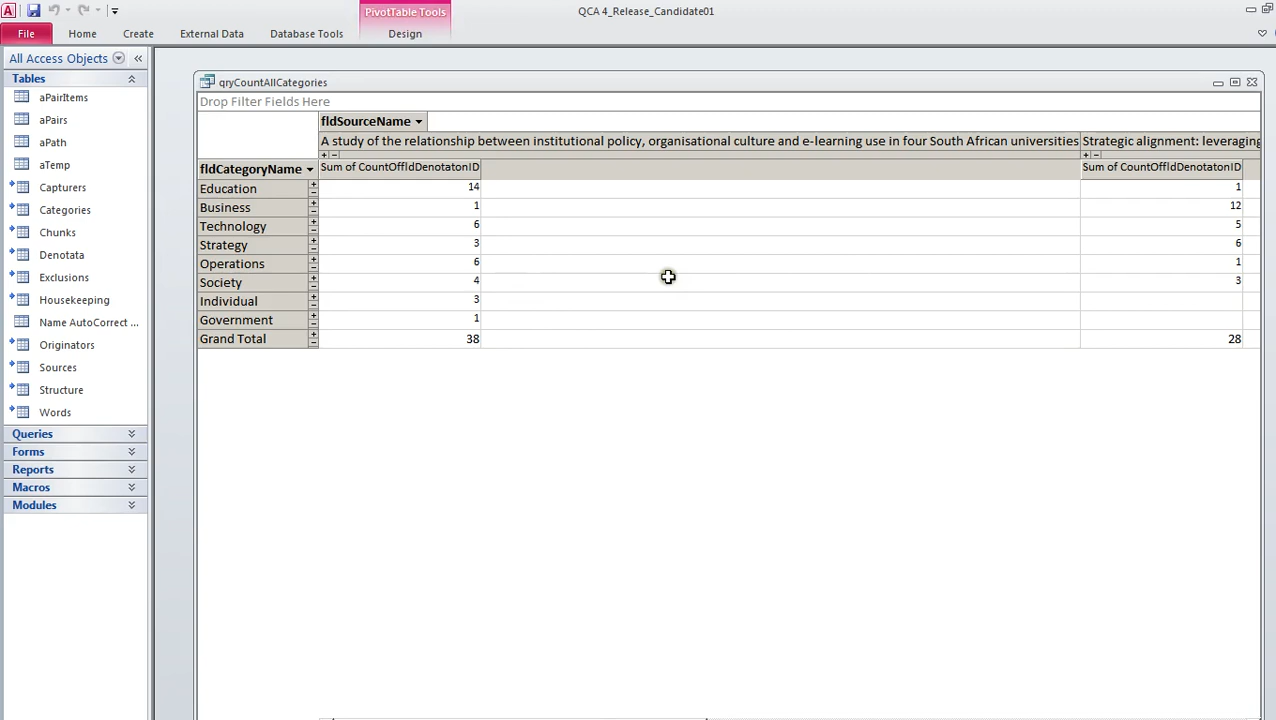 PivotTable Tools
QCA 4_Release_Candidate01
File Home Create External Data Database Tools Design
All Access Objects
Tables
aPairItems
aPairs
aPath
aTemp
Capturers
Categories
Chunks
Denotata
Exclusions
Housekeeping
Name AutoCorrect ...
Originators
Sources
Structure
Words
Queries
Forms
Reports
Macros
Modules
qryCountAllCategories
Drop Filter Fields Here
fldSourceName
A study of the relationship between institutional policy, organisational culture and e-learning use in four South African universities Strategic alignment: leveraging
fldCategoryName Sum of CountOffldDenotatonID Sum of CountOffldDenotatonID
Education 14 1
Business 1 12
Technology 6 5
Strategy 3 6
Operations 6 1
Society 4 3
Individual 3
Government 1
Grand Total 38 28